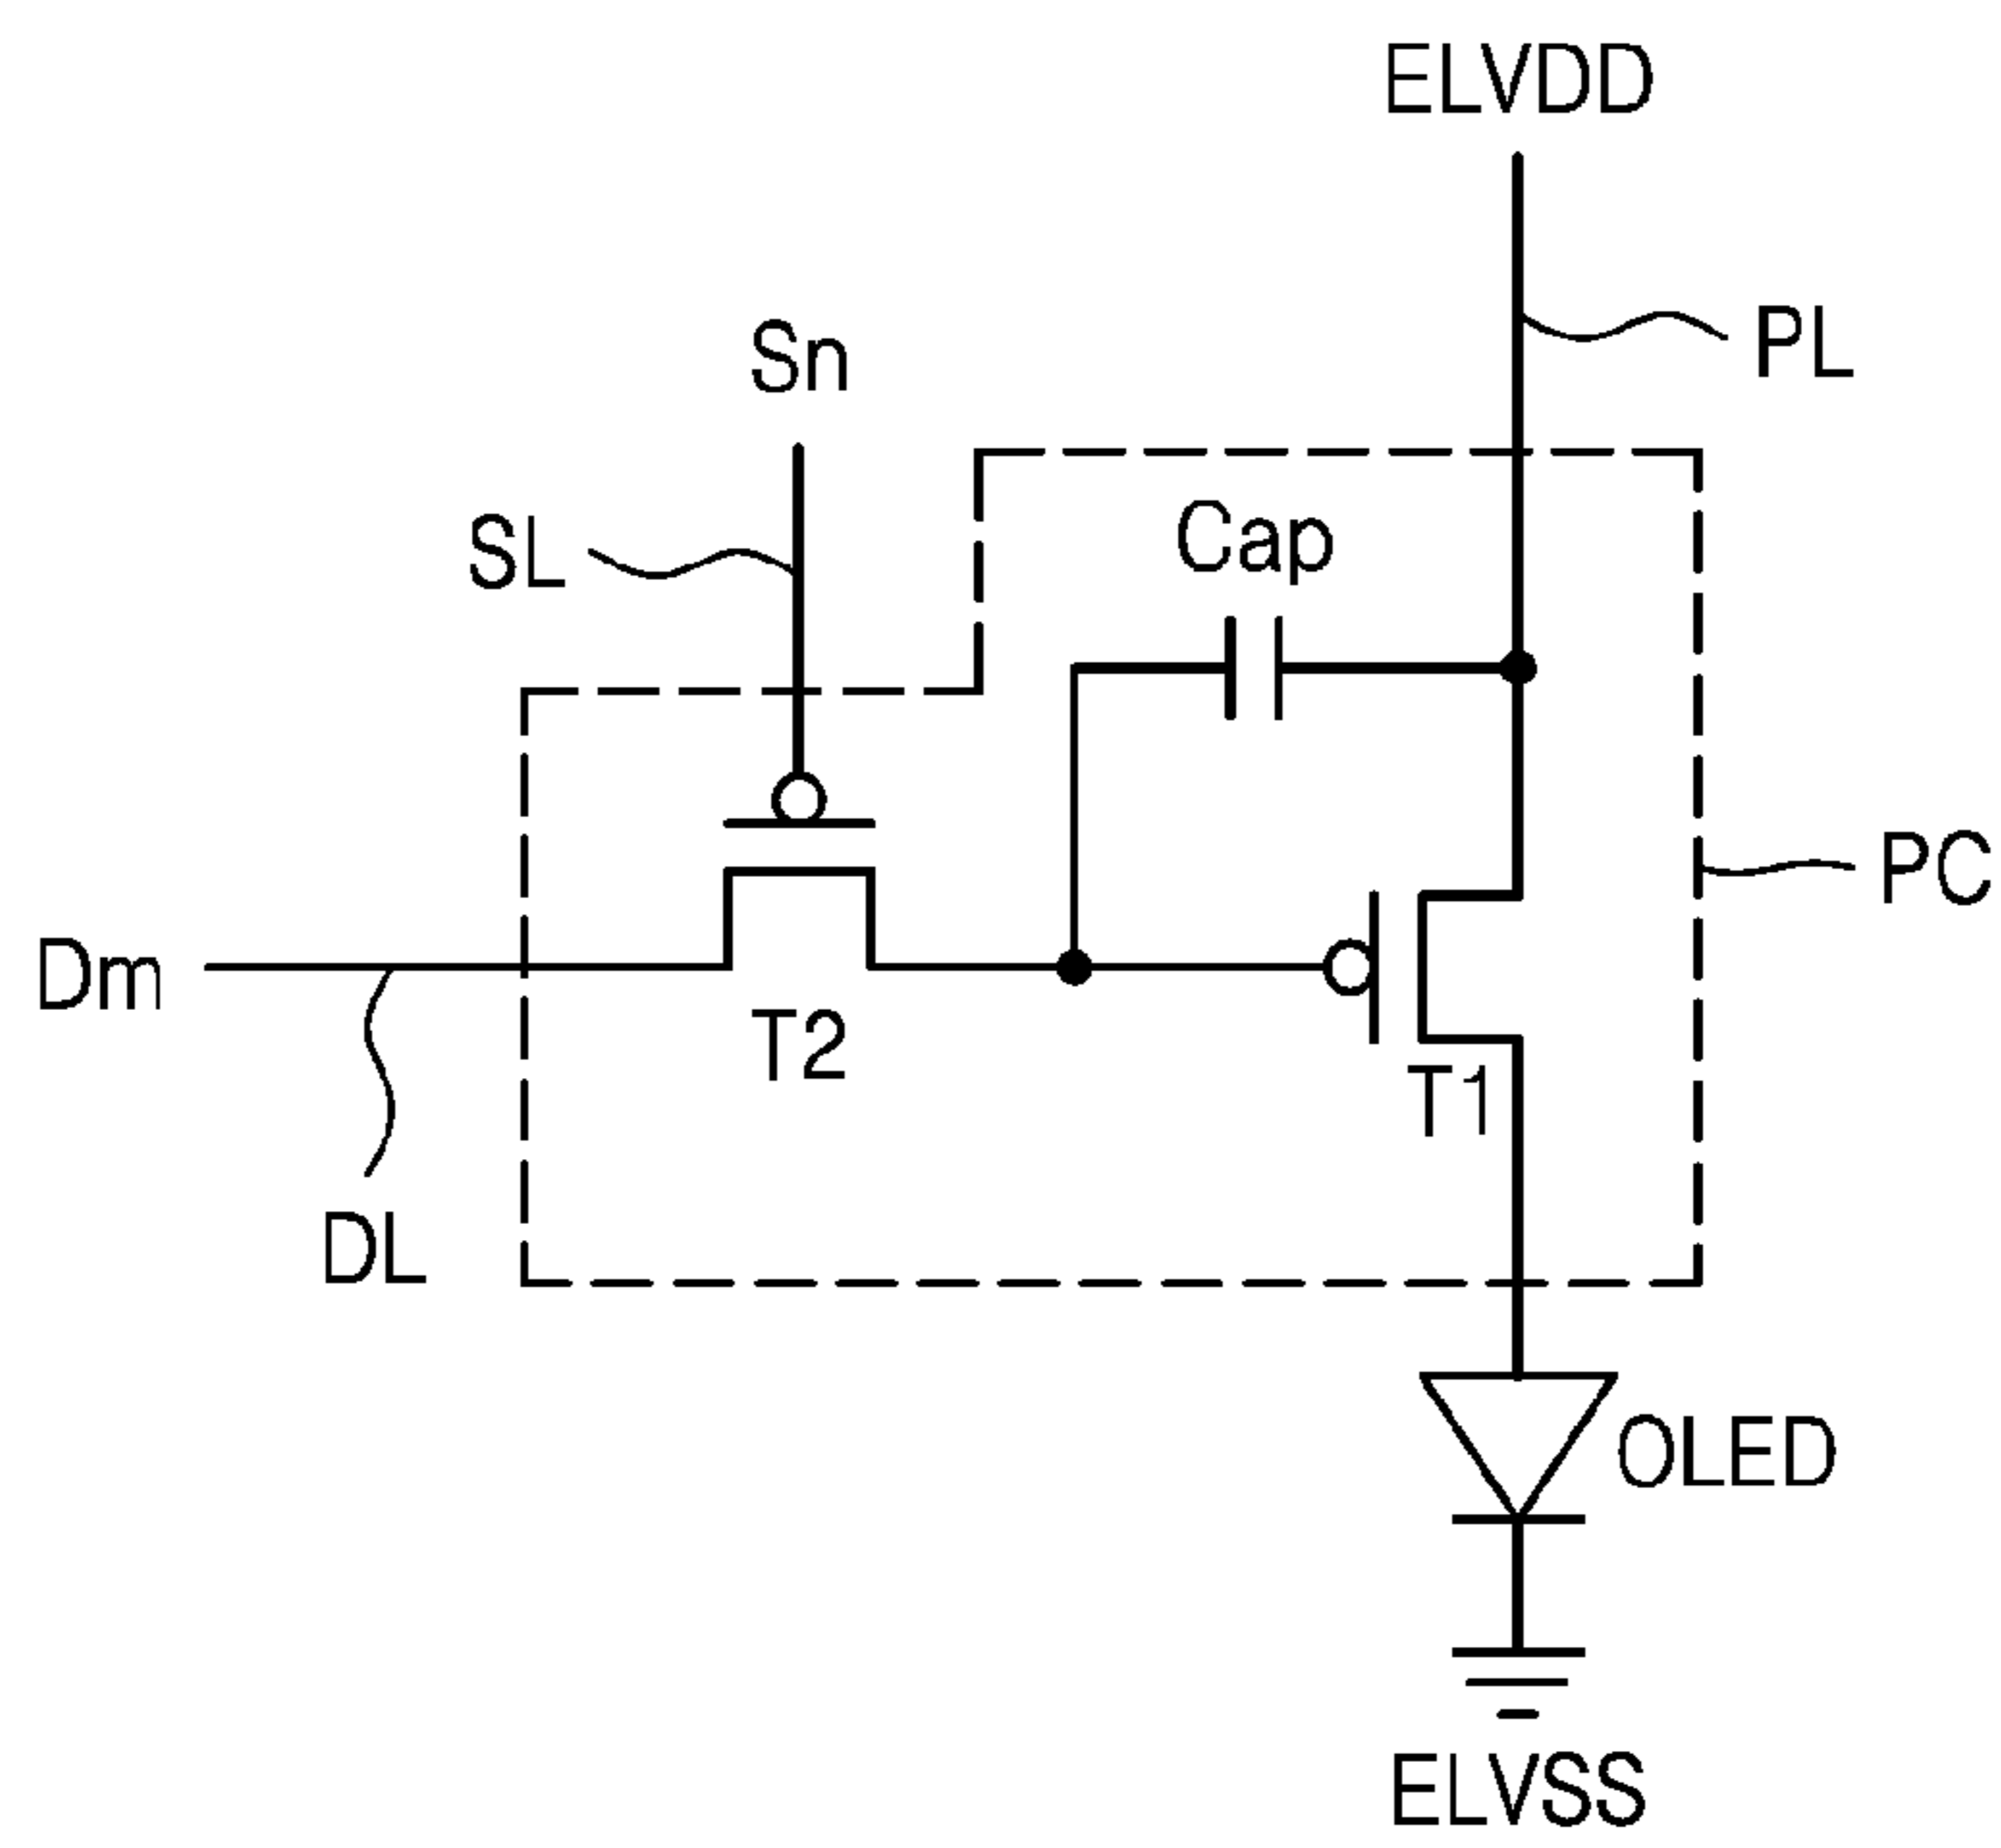 ELVDD
PL
Sn
SL
Cap
PC
Dm
T2
T1
DL
OLED
ELVSS